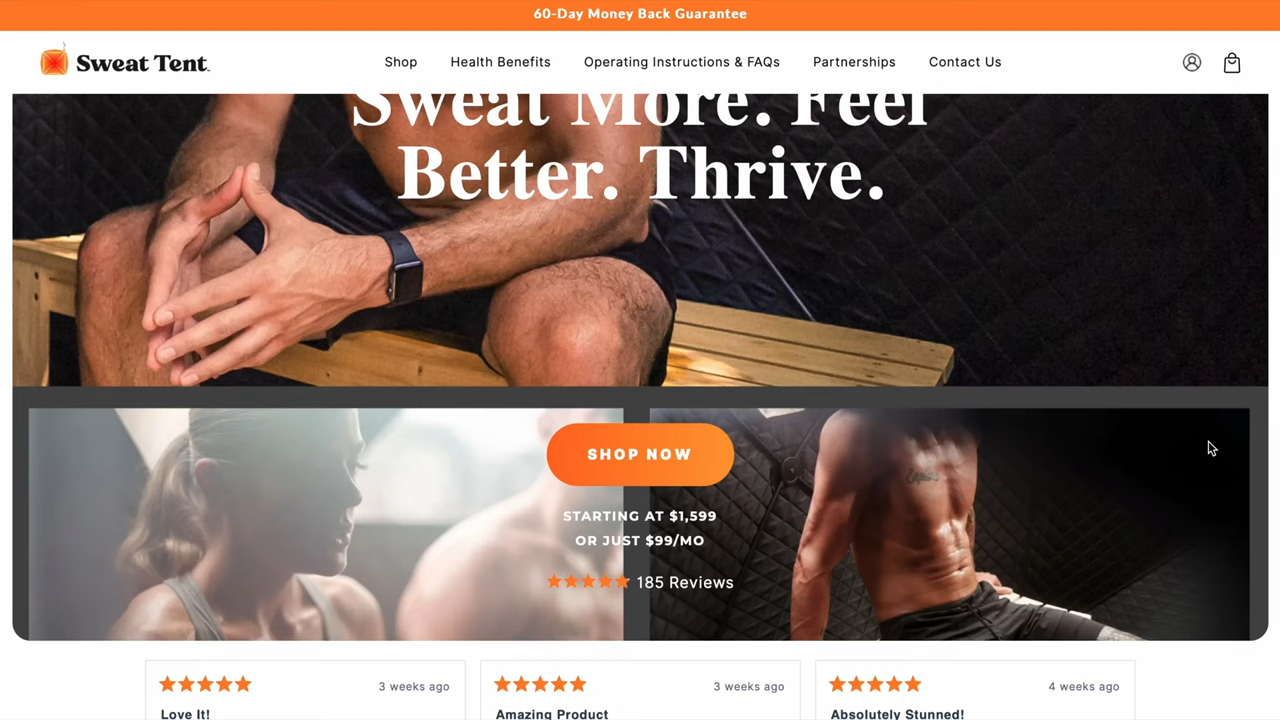 60-Day Money Back Guarantee
Sweat Tent
Shop Health Benefits Operating Instructions & FAQs Partnerships Contact Us
Sweat More. Feel
Better. Thrive.
SHOP NOW
STARTING AT $1,599
OR JUST $99/MO
185 Reviews
3 weeks ago 3 weeks ago 4 weeks ago
Love It! Amazing Product Absolutely Stunned!